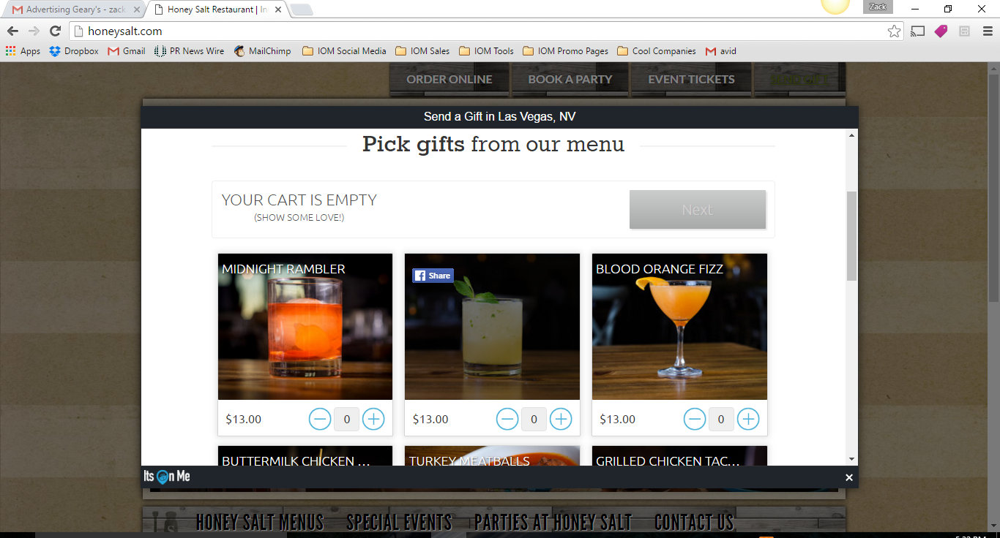 Advertising Geary's - zack
Honey Salt Restaurant | In
Zack
honeysalt.com
Apps
Dropbox
Gmail
PR News Wire
MailChimp
IOM Social Media
IOM Sales
IOM Tools
IOM Promo Pages
Cool Companies
avid
ORDER ONLINE
BOOK A PARTY
EVENT TICKETS
Send a Gift in Las Vegas, NV
Pick gifts from our menu
YOUR CART IS EMPTY
(SHOW SOME LOVE!)
Next
MIDNIGHT RAMBLER
Share
BLOOD ORANGE FIZZ
$13.00
0
$13.00
0
$13.00
0
BUTTERMILK CHICKEN ...
TURKEY MEATBALLS
GRILLED CHICKEN TAC...
Its On Me
HONEY SALT MENUS
SPECIAL EVENTS
PARTIES AT HONEY SALT
CONTACT US